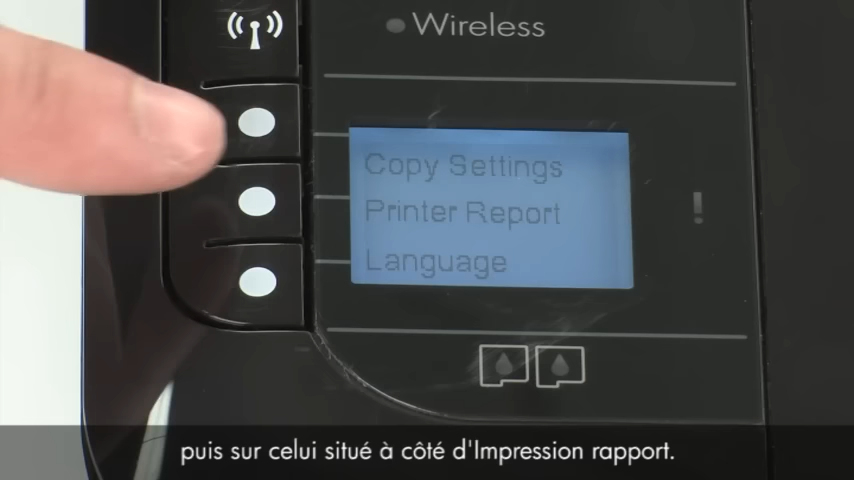 Wireless
Copy Settings
Printer Report
Language
puis sur celui situé à côté d'Impression rapport.